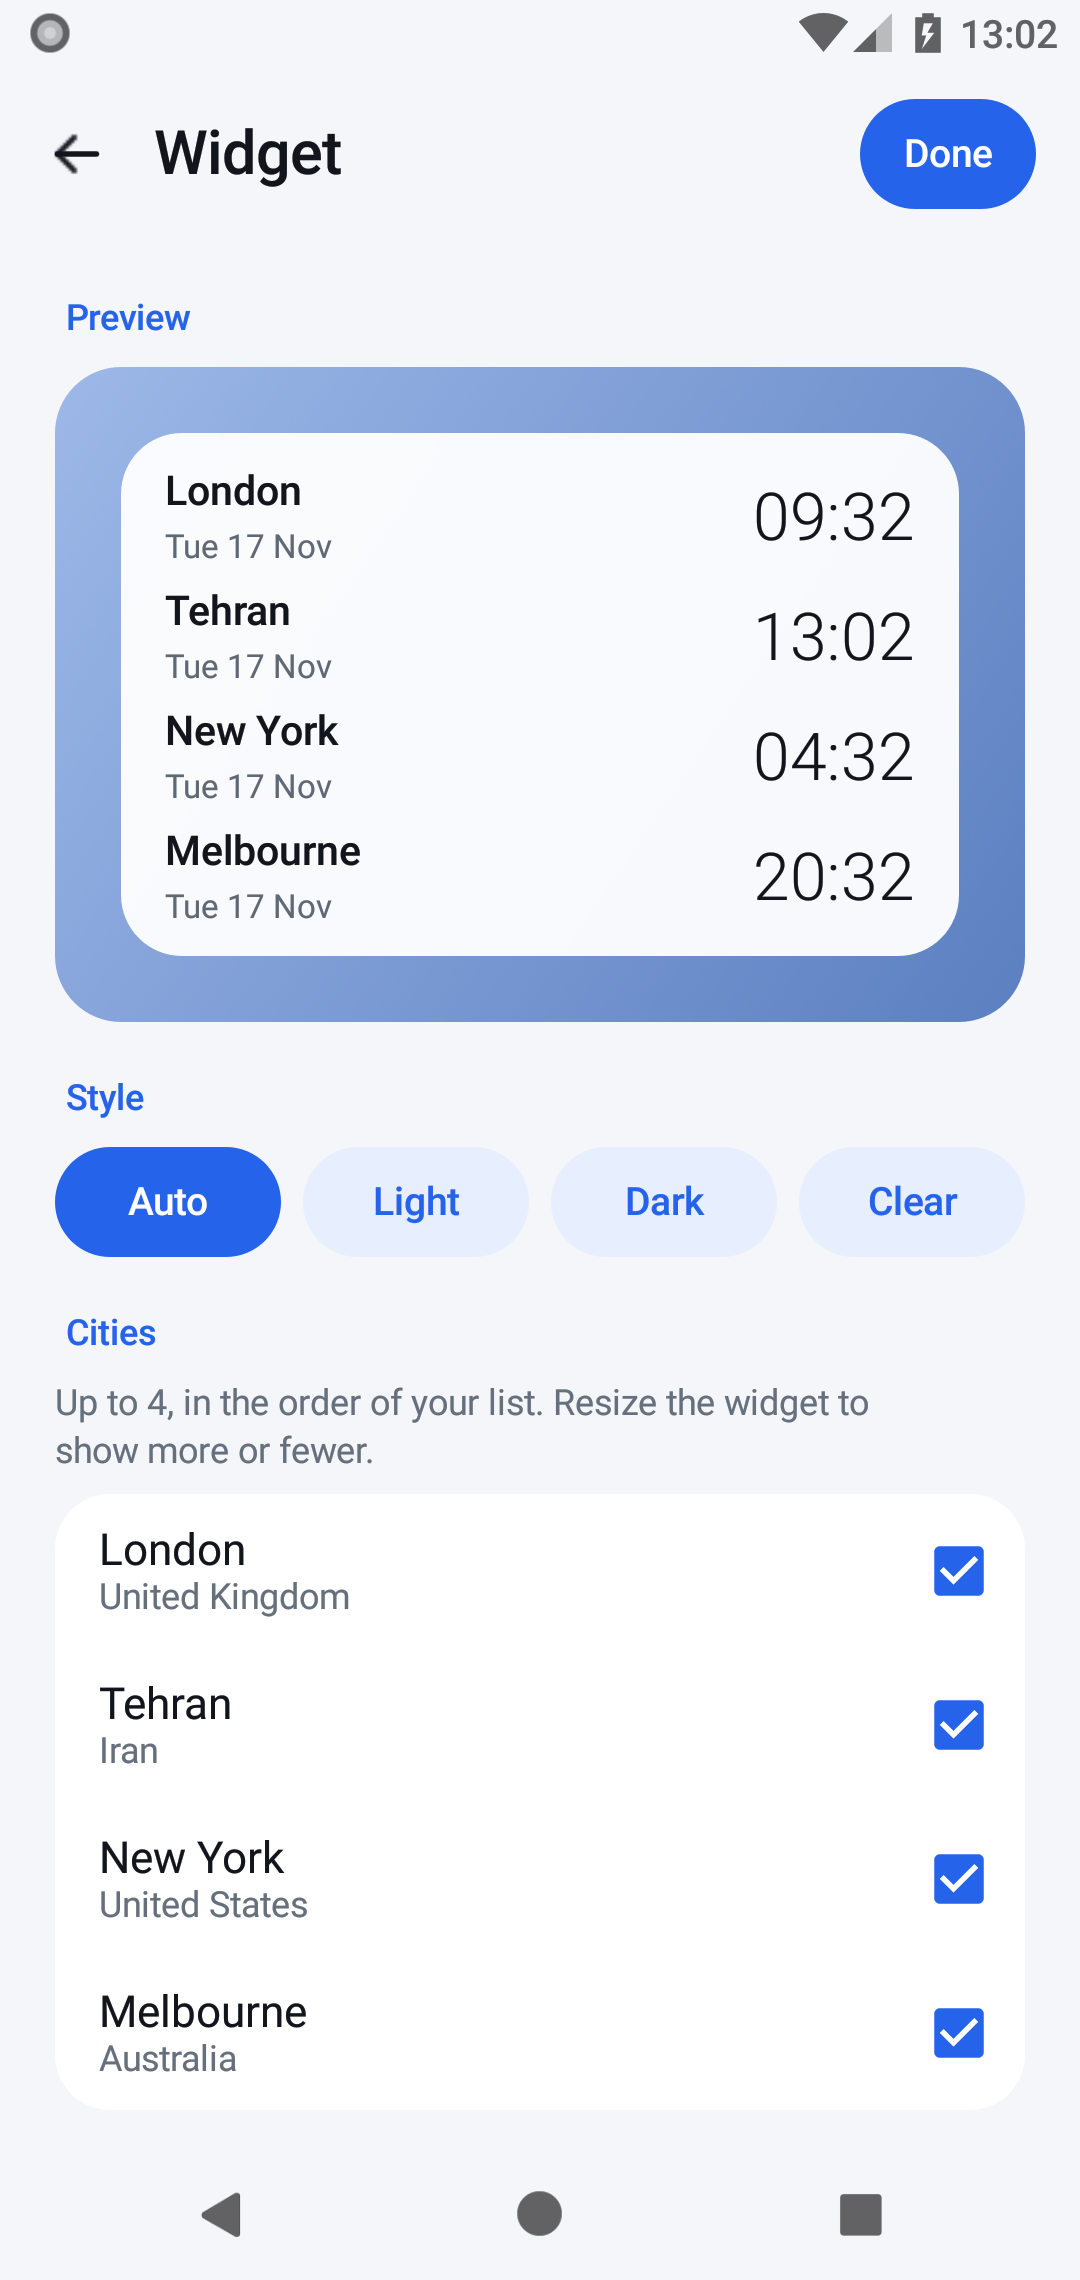 13:02
Widget
Done
Preview
London
09:32
Tue 17 Nov
Tehran
13:02
Tue 17 Nov
New York
04:32
Tue 17 Nov
Melbourne
20:32
Tue 17 Nov
Style
Auto
Light
Dark
Clear
Cities
Up to 4, in the order of your list. Resize the widget to
show more or fewer.
London
United Kingdom
Tehran
Iran
New York
United States
Melbourne
Australia